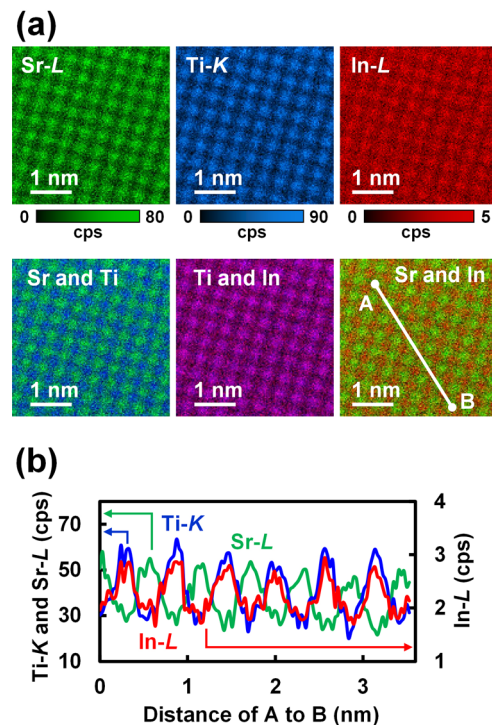 (a)
Sr-L
Ti-K
In-L
1 nm
1 nm
1 nm
0 80
0 90
0 5
cps
cps
cps
Sr and Ti
Ti and In
Sr and In
A
B
1 nm
1 nm
1 nm
(b)
Ti-K and Sr-L (cps)
70
50
30
10
Ti-K
Sr-L
In-L
4
3
2
1
In-L (cps)
0 1 2 3
Distance of A to B (nm)